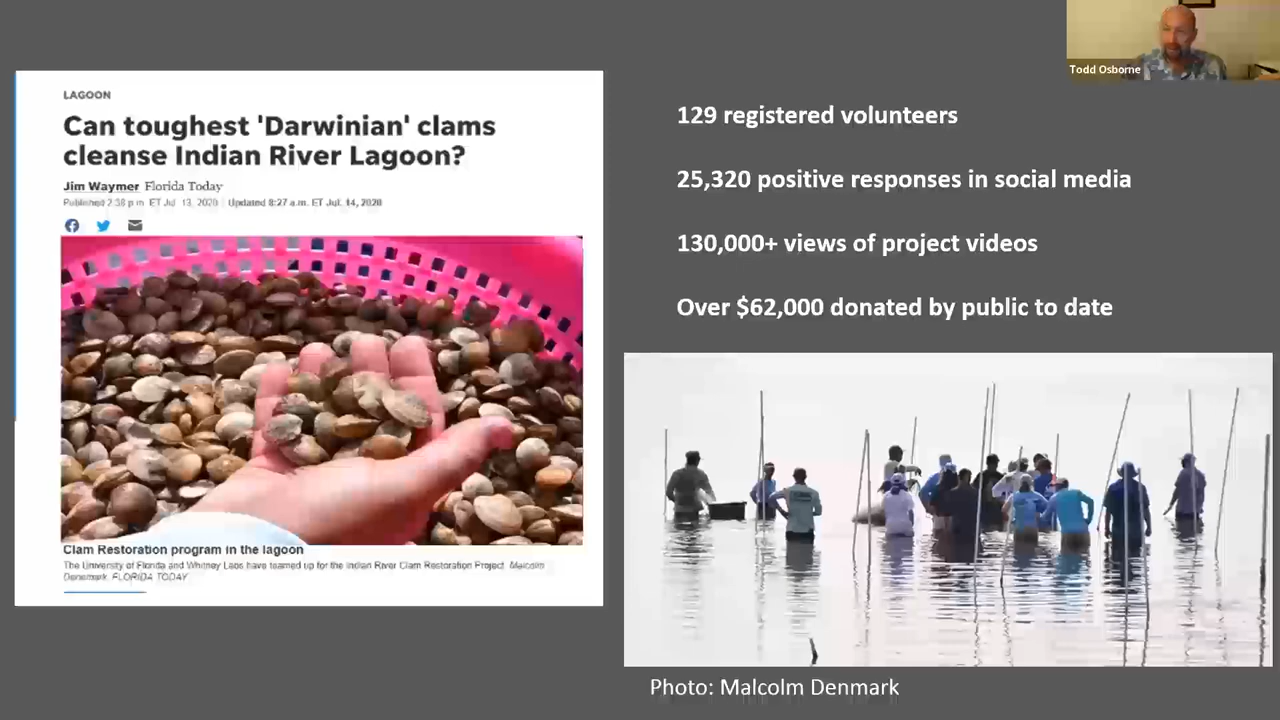 LAGOON
Can toughest 'Darwinian' clams
cleanse Indian River Lagoon?
Jim Waymer Florida Today
Published 2:38 p.m. ET Jul. 13, 2020 | Updated 8:27 a.m. ET Jul. 14, 2020
Clam Restoration program in the lagoon
The University of Florida and Whitney Labs have teamed up for the Indian River Clam Restoration Project. Malcolm
Denemark, FLORIDA TODAY
Todd Osborne
129 registered volunteers
25,320 positive responses in social media
130,000+ views of project videos
Over $62,000 donated by public to date
Photo: Malcolm Denmark